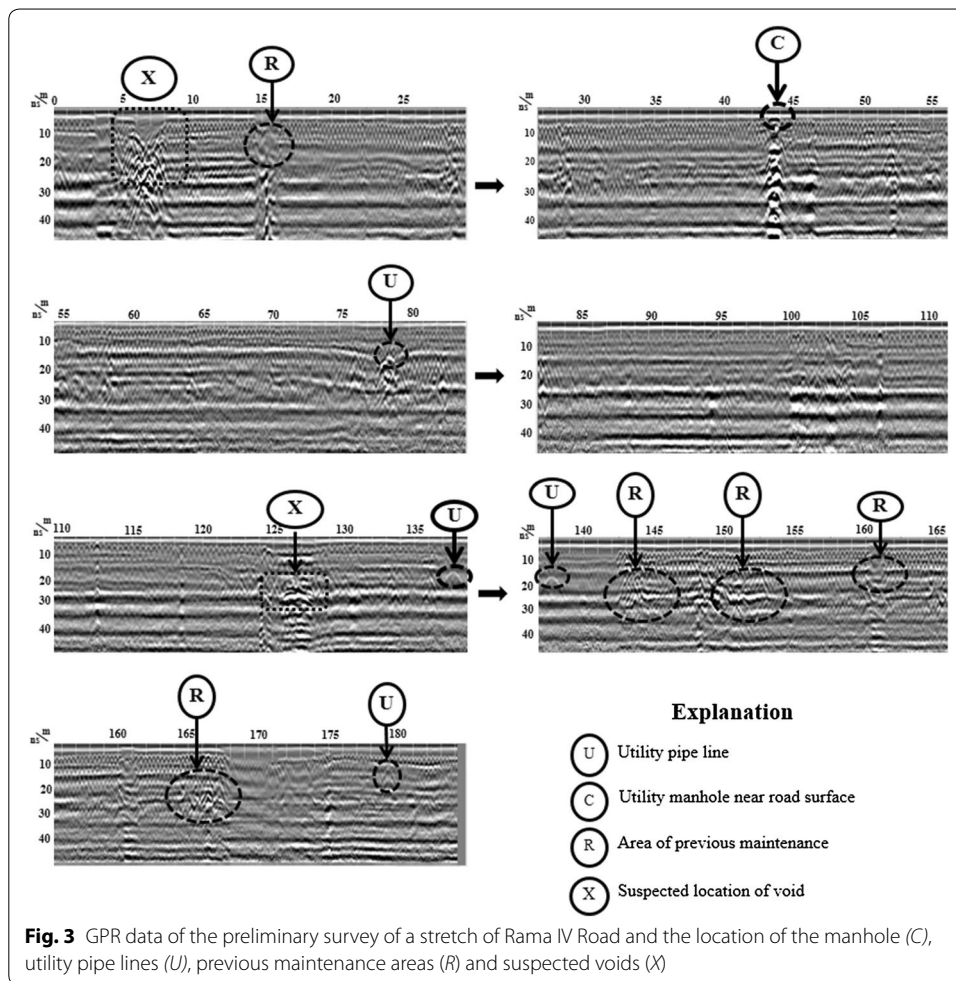 X
R
C
0 5 10 15 20 25
ns/m
10
20
30
40
30 35 40 45 50 55
ns/m
10
20
30
40
U
55 60 65 70 75 80
ns/m
10
20
30
40
85 90 95 100 105 110
ns/m
10
20
30
40
X
U
110 115 120 125 130 135
ns/m
10
20
30
40
U
R
R
R
140 145 150 155 160 165
ns/m
10
20
30
40
R
U
160 165 170 175 180
ns/m
10
20
30
40
Explanation
U Utility pipe line
C Utility manhole near road surface
R Area of previous maintenance
X Suspected location of void
Fig. 3 GPR data of the preliminary survey of a stretch of Rama IV Road and the location of the manhole (C),
utility pipe lines (U), previous maintenance areas (R) and suspected voids (X)